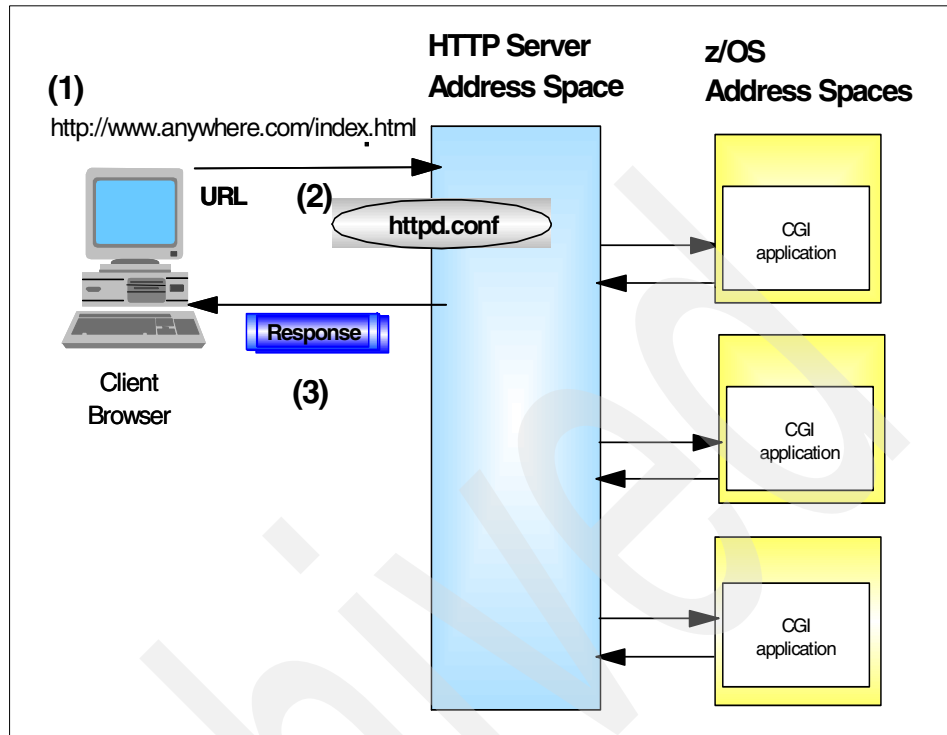 HTTP Server
Address Space
z/OS
Address Spaces
(1)
http://www.anywhere.com/index.html
URL
(2)
httpd.conf
CGI
application
Response
(3)
Client
Browser
CGI
application
CGI
application
hived